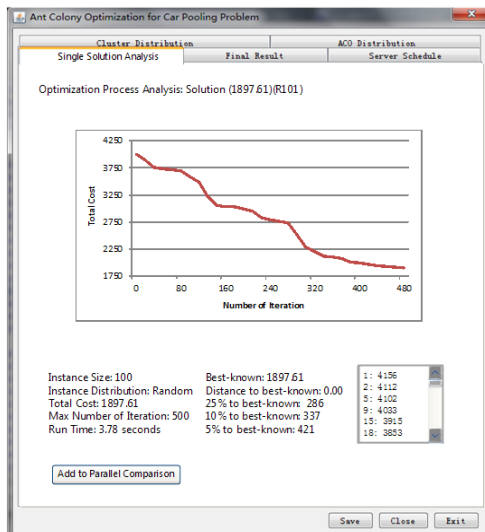 Ant Colony Optimization for Car Pooling Problem
Cluster Distribution ACO Distribution
Single Solution Analysis Final Result Server Schedule
Optimization Process Analysis: Solution (1897.61)(R101)
4250
3750
3250
2750
2250
1750
Total Cost
0 80 160 240 320 400 480
Number of Iteration
Instance Size: 100 Best-known: 1897.61
Instance Distribution: Random Distance to best-known: 0.00
Total Cost: 1897.61 25% to best-known: 286
Max Number of Iteration: 500 10% to best-known: 337
Run Time: 3.78 seconds 5% to best-known: 421
1: 4156
2: 4112
5: 4102
9: 4033
15: 3915
18: 3853
Add to Parallel Comparison
Save Close Exit